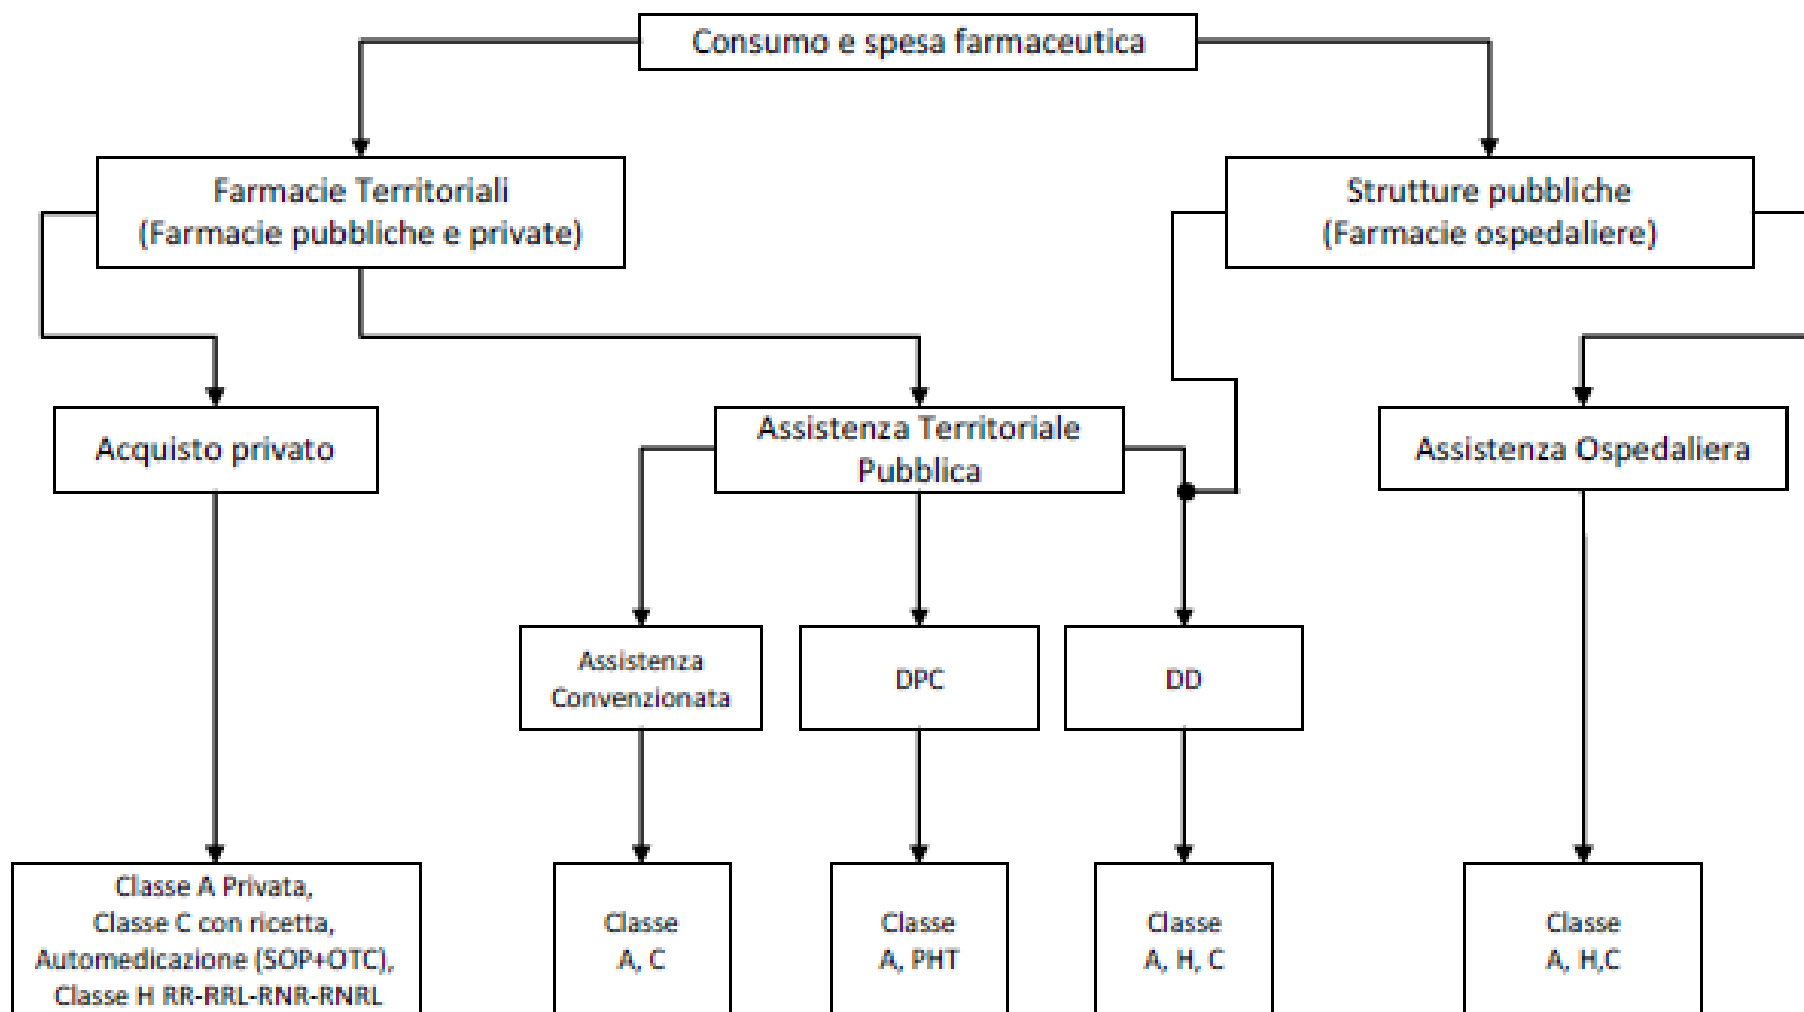 Consumo e spesa farmaceutica
Farmacie Territoriali
(Farmacie pubbliche e private)
Strutture pubbliche
(Farmacie ospedaliere)
Acquisto privato
Assistenza Territoriale
Pubblica
Assistenza Ospedaliera
Assistenza
Convenzionata
DPC
DD
Classe A Privata,
Classe C con ricetta,
Automedicazione (SOP+OTC),
Classe H RR-RRL-RNR-RNRL
Classe
A, C
Classe
A, PHT
Classe
A, H, C
Classe
A, H,C